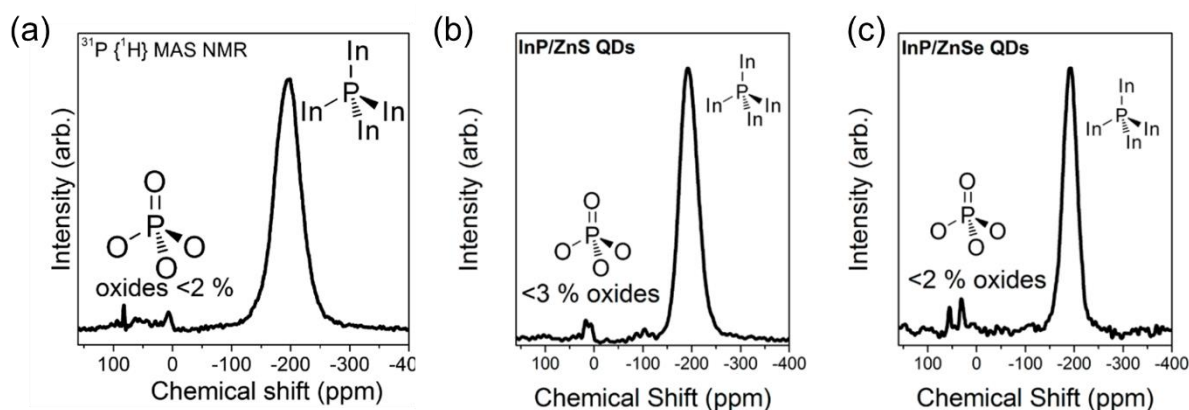 (a)
³¹P {¹H} MAS NMR
In
P
In
In
In
O
P
O
O
O
oxides <2 %
Intensity (arb.)
100 0 -100 -200 -300 -40
Chemical shift (ppm)
(b)
InP/ZnS QDs
In
P
In
In
In
O
P
O
O
O
<3 % oxides
Intensity (arb.)
100 0 -100 -200 -300 -400
Chemical Shift (ppm)
(c)
InP/ZnSe QDs
In
P
In
In
In
O
P
O
O
O
<2 % oxides
Intensity (arb.)
100 0 -100 -200 -300 -400
Chemical Shift (ppm)